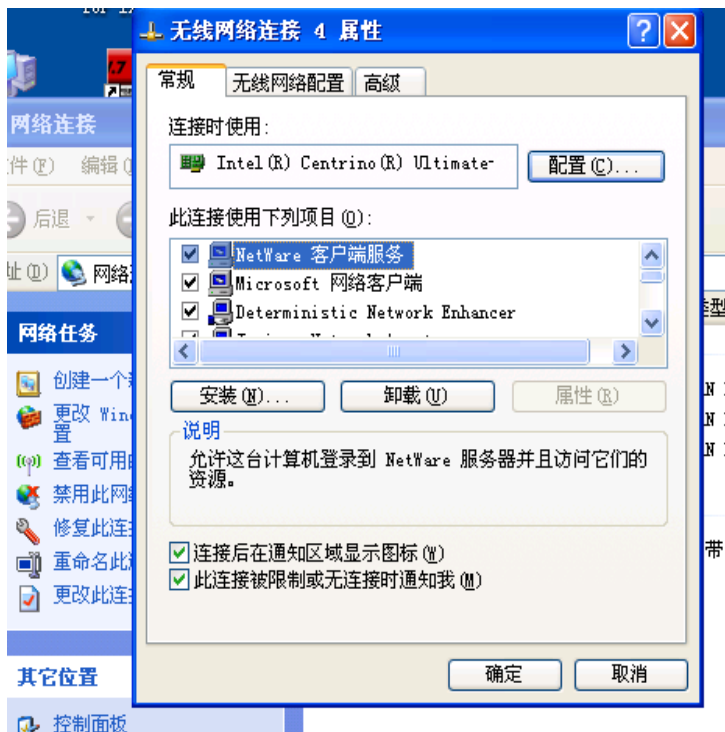 无线网络连接 4 属性
常规
无线网络配置
高级
网络连接
件(F)
编辑
连接时使用:
Intel(R) Centrino(R) Ultimate-
配置(C)...
后退
此连接使用下列项目(O):
址(D)
网络
NetWare 客户端服务
Microsoft 网络客户端
Deterministic Network Enhancer
网络任务
创建一个
安装(N)...
卸载(U)
属性(R)
更改 Win
置
说明
允许这台计算机登录到 NetWare 服务器并且访问它们的
资源。
查看可用
禁用此网
修复此连
连接后在通知区域显示图标(W)
带
重命名此
此连接被限制或无连接时通知我(M)
更改此连
其它位置
确定
取消
控制面板